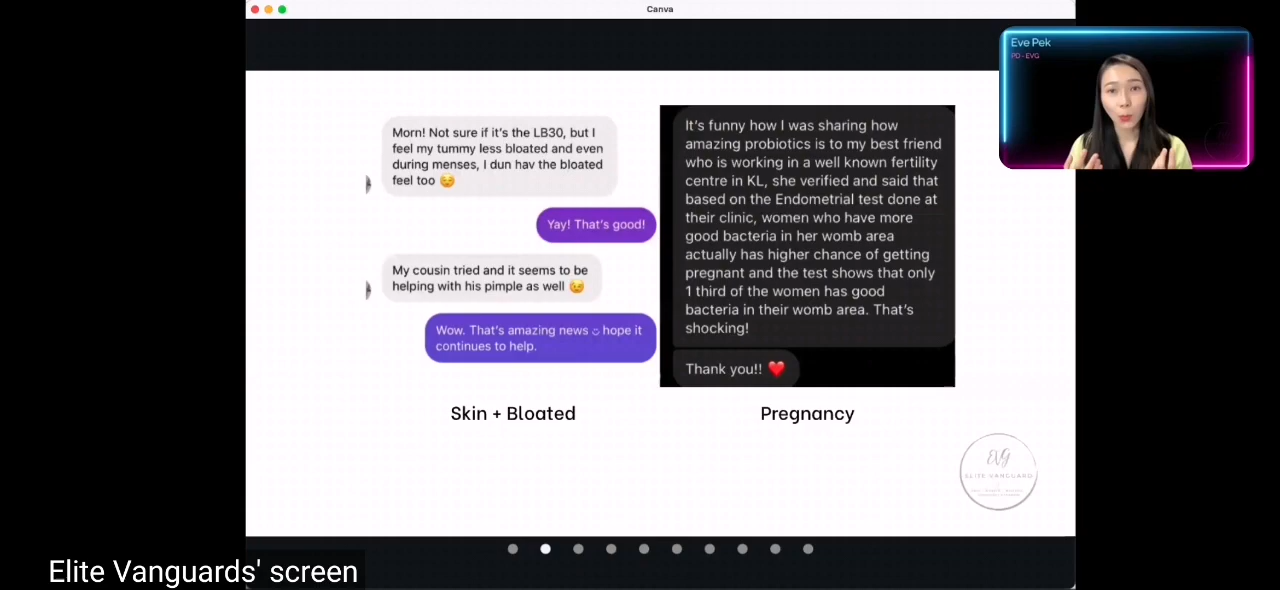 Canva
Eve Pek
PD - EVG
Morn! Not sure if it's the LB30, but I
feel my tummy less bloated and even
during menses, I dun hav the bloated
feel too 😌
Yay! That's good!
My cousin tried and it seems to be
helping with his pimple as well 😉
Wow. That's amazing news hope it
continues to help.
Skin + Bloated
It's funny how I was sharing how
amazing probiotics is to my best friend
who is working in a well known fertility
centre in KL, she verified and said that
based on the Endometrial test done at
their clinic, women who have more
good bacteria in her womb area
actually has higher chance of getting
pregnant and the test shows that only
1 third of the women has good
bacteria in their womb area. That's
shocking!
Thank you!! ❤️
Pregnancy
EVG
ELITE VANGUARD
Elite Vanguards' screen